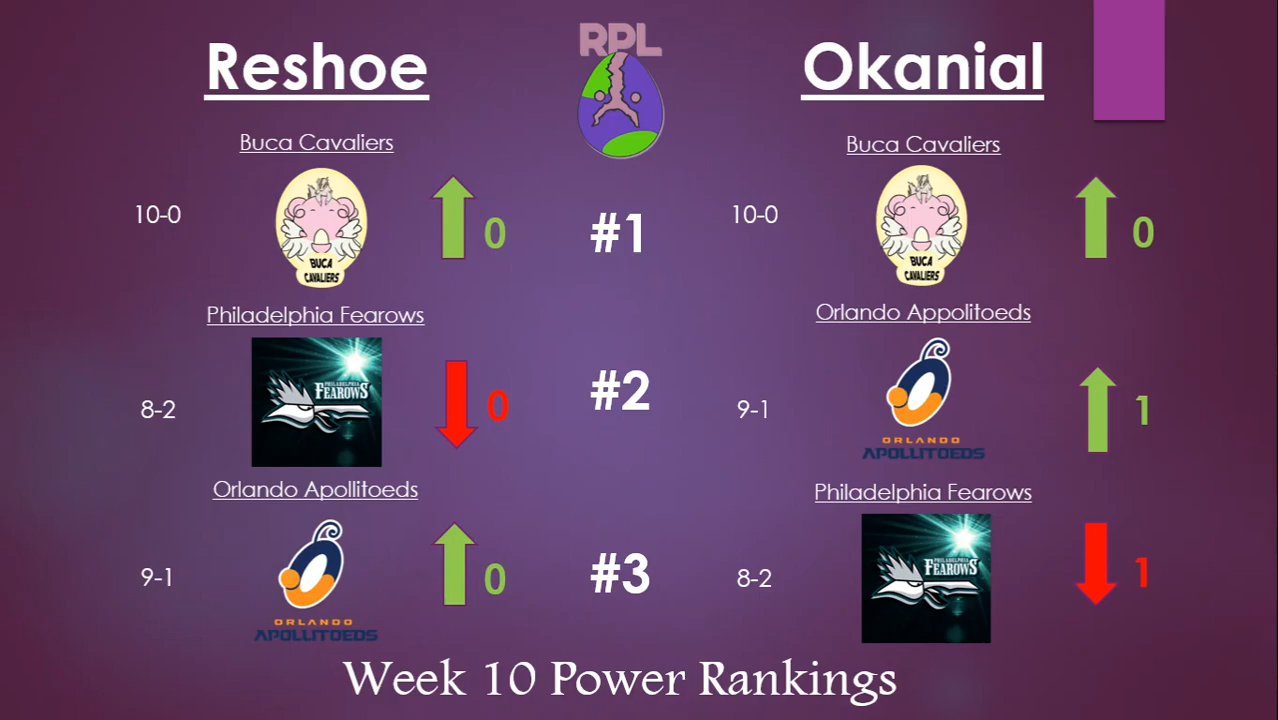 RPL
Reshoe
Okanial
Buca Cavaliers
Buca Cavaliers
10-0
BUCA
CAVALIERS
0
#1
10-0
BUCA
CAVALIERS
0
Philadelphia Fearows
Orlando Appolitoeds
8-2
PHILADELPHIA
FEAROWS
0
#2
9-1
ORLANDO
APOLLITOEDS
1
Orlando Apollitoeds
Philadelphia Fearows
9-1
ORLANDO
APOLLITOEDS
0
#3
8-2
PHILADELPHIA
FEAROWS
1
Week 10 Power Rankings